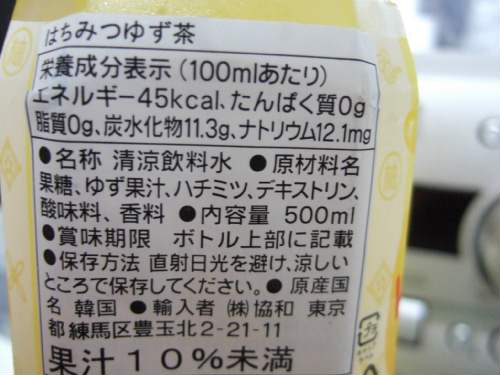 はちみつゆず茶
栄養成分表示(100mlあたり)
エネルギー45kcal、たんぱく質0g
脂質0g、炭水化物11.3g、ナトリウム12.1mg
●名称 清涼飲料水 ●原材料名
果糖、ゆず果汁、ハチミツ、デキストリン、
酸味料、香料 ●内容量 500ml
●賞味期限 ボトル上部に記載
●保存方法 直射日光を避け、涼しい
ところで保存してください。●原産国
名 韓国 ●輸入者 ㈱協和 東京
都 練馬区豊玉北2-21-11
果汁10%未満
プラ